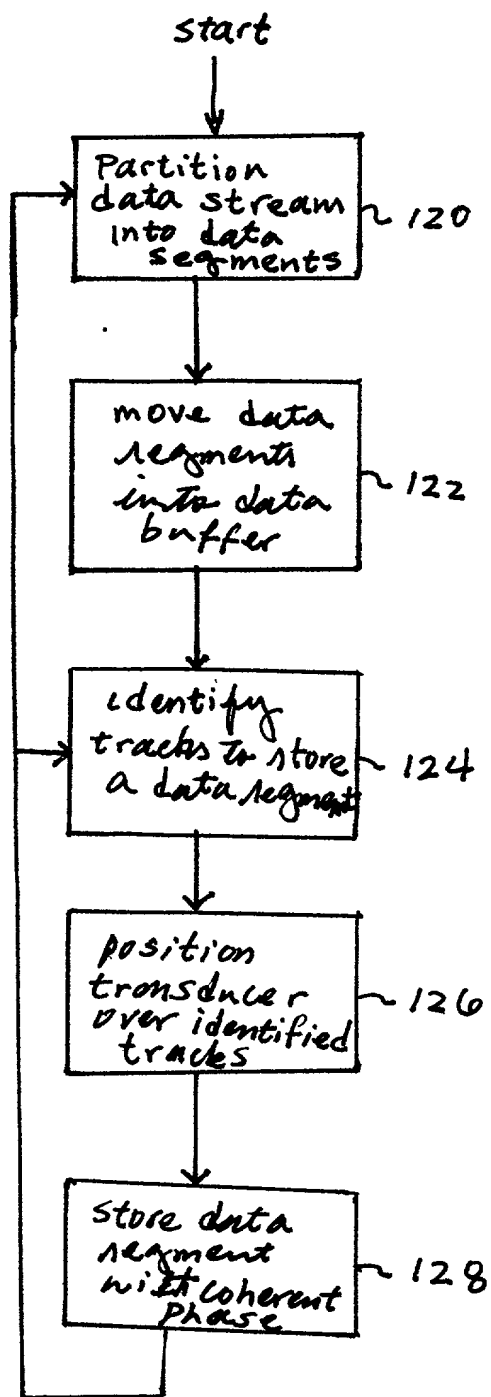 start
Partition
data stream
into data
segments
120
move data
segments
into data
buffer
122
identify
tracks to store
a data segment
124
position
transducer
over identified
tracks
126
store data
segment
with coherent
phase
128